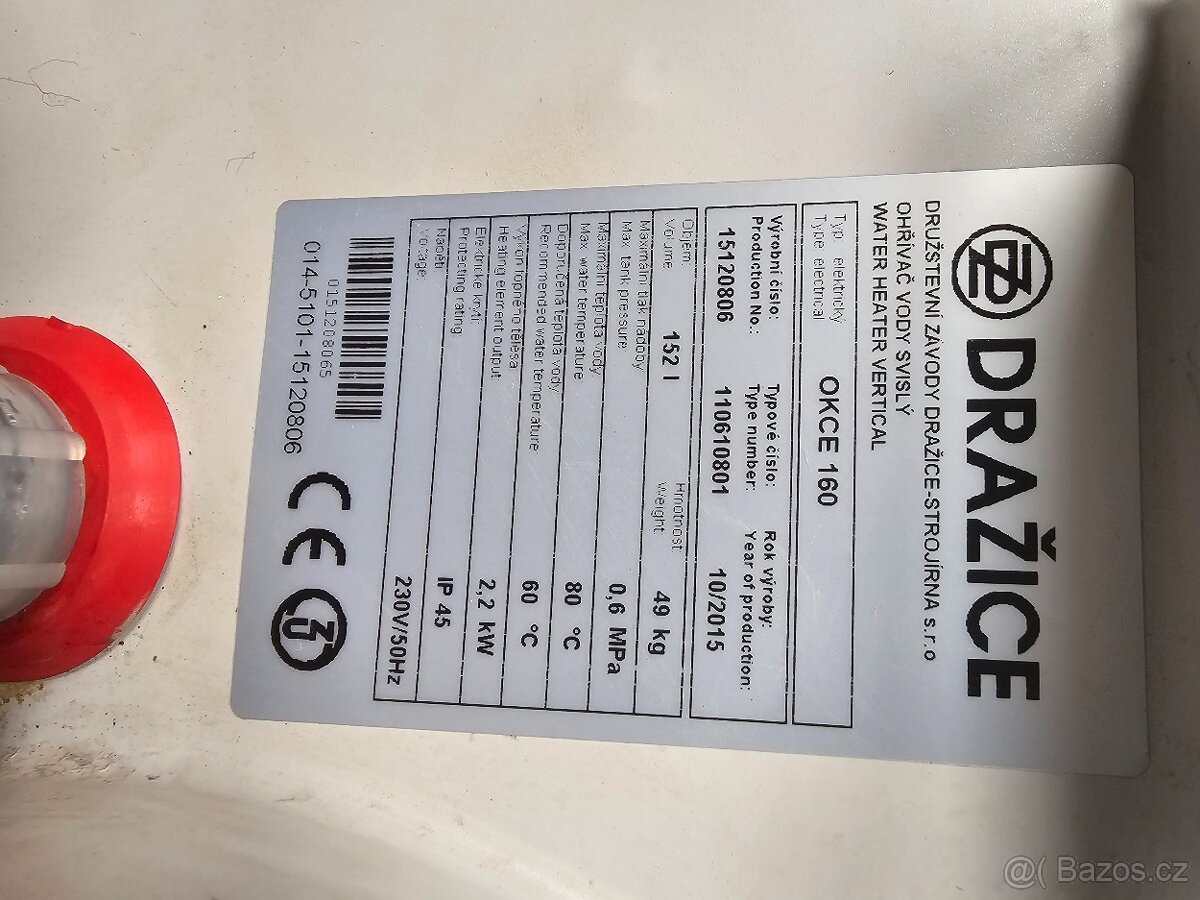 DRAŽICE
DRUŽSTEVNÍ ZÁVODY DRAŽICE-STROJÍRNA s.r.o
OHŘÍVAČ VODY SVISLÝ
WATER HEATER VERTICAL
Typ: elektrický
Type: electrical
OKCE 160
Výrobní číslo: Typové číslo: Rok výroby:
Production No.: Type number: Year of production:
15120806 110610801 10/2015
Objem: Hmotnost
Volume 152 l weight: 49 kg
Maximální tlak nádoby
Max. tank pressure: 0,6 MPa
Maximální teplota vody
Max. water temperature 80 °C
Doporučená teplota vody
Recommended water temperature: 60 °C
Výkon topného tělesa
Heating element output 2,2 kW
Elektrické krytí:
Protecting rating: IP 45
Napětí
Voltage: 230V/50Hz
0151208065
014-5101-15120806
CE
@( Bazos.cz